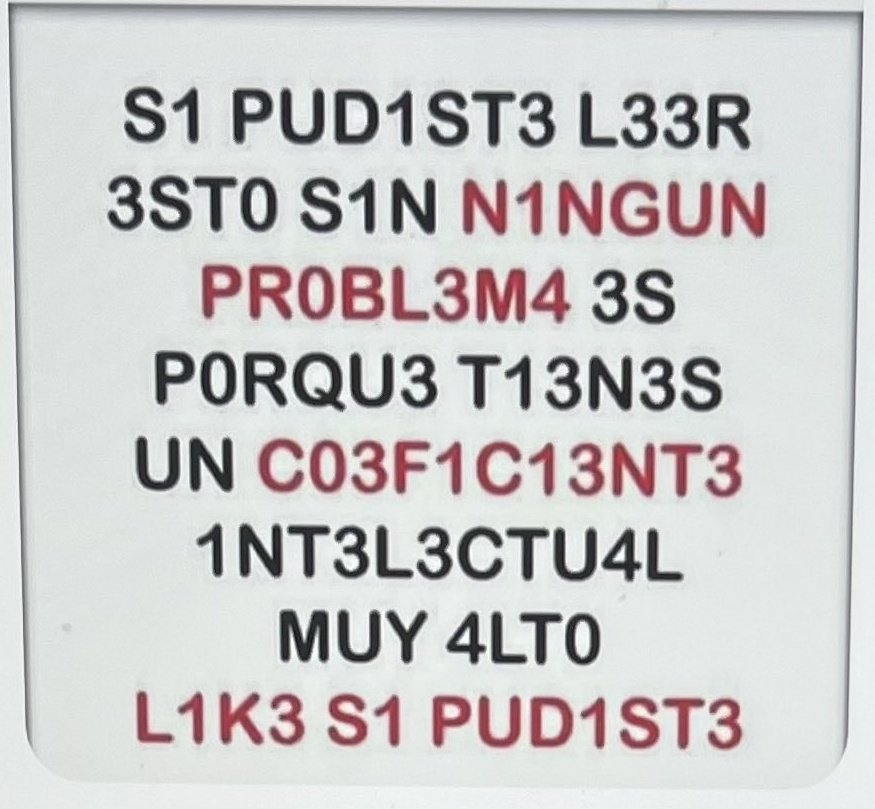 S1 PUD1ST3 L33R
3ST0 S1N N1NGUN
PR0BL3M4 3S
P0RQU3 T13N3S
UN C03F1C13NT3
1NT3L3CTU4L
MUY 4LT0
L1K3 S1 PUD1ST3